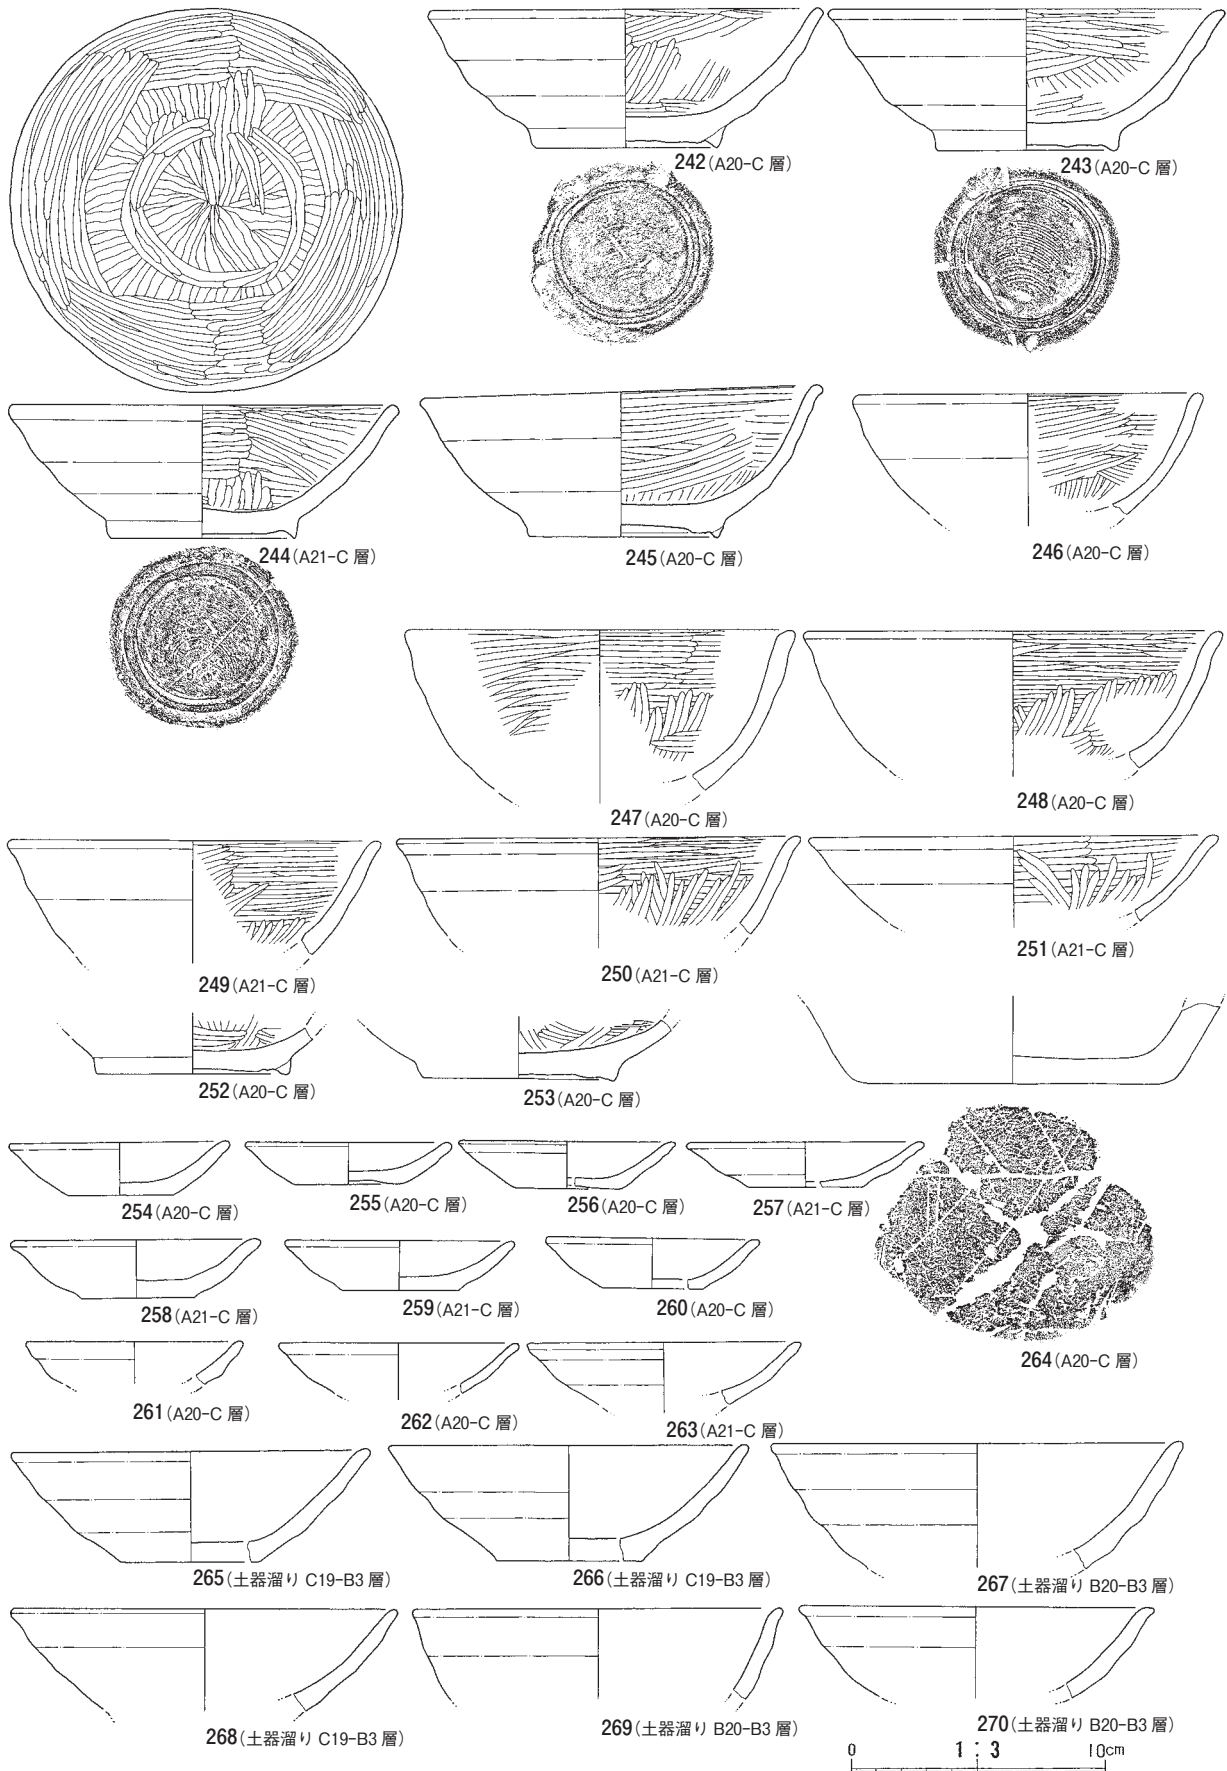 242（A20-C 層）
243（A20-C 層）
244（A21-C 層）
245（A20-C 層）
246（A20-C 層）
247（A20-C 層）
248（A20-C 層）
249（A21-C 層）
250（A21-C 層）
251（A21-C 層）
252（A20-C 層）
253（A20-C 層）
254（A20-C 層）
255（A20-C 層）
256（A20-C 層）
257（A21-C 層）
258（A21-C 層）
259（A21-C 層）
260（A20-C 層）
264（A20-C 層）
261（A20-C 層）
262（A20-C 層）
263（A21-C 層）
265（土器溜り C19-B3 層）
266（土器溜り C19-B3 層）
267（土器溜り B20-B3 層）
268（土器溜り C19-B3 層）
269（土器溜り B20-B3 層）
270（土器溜り B20-B3 層）
0 1:3 10cm